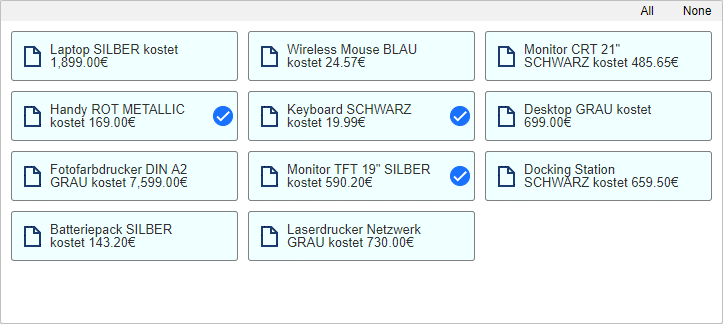 All None
Laptop SILBER kostet
1,899.00€
Wireless Mouse BLAU
kostet 24.57€
Monitor CRT 21"
SCHWARZ kostet 485.65€
Handy ROT METALLIC
kostet 169.00€
Keyboard SCHWARZ
kostet 19.99€
Desktop GRAU kostet
699.00€
Fotofarbdrucker DIN A2
GRAU kostet 7,599.00€
Monitor TFT 19" SILBER
kostet 590.20€
Docking Station
SCHWARZ kostet 659.50€
Batteriepack SILBER
kostet 143.20€
Laserdrucker Netzwerk
GRAU kostet 730.00€